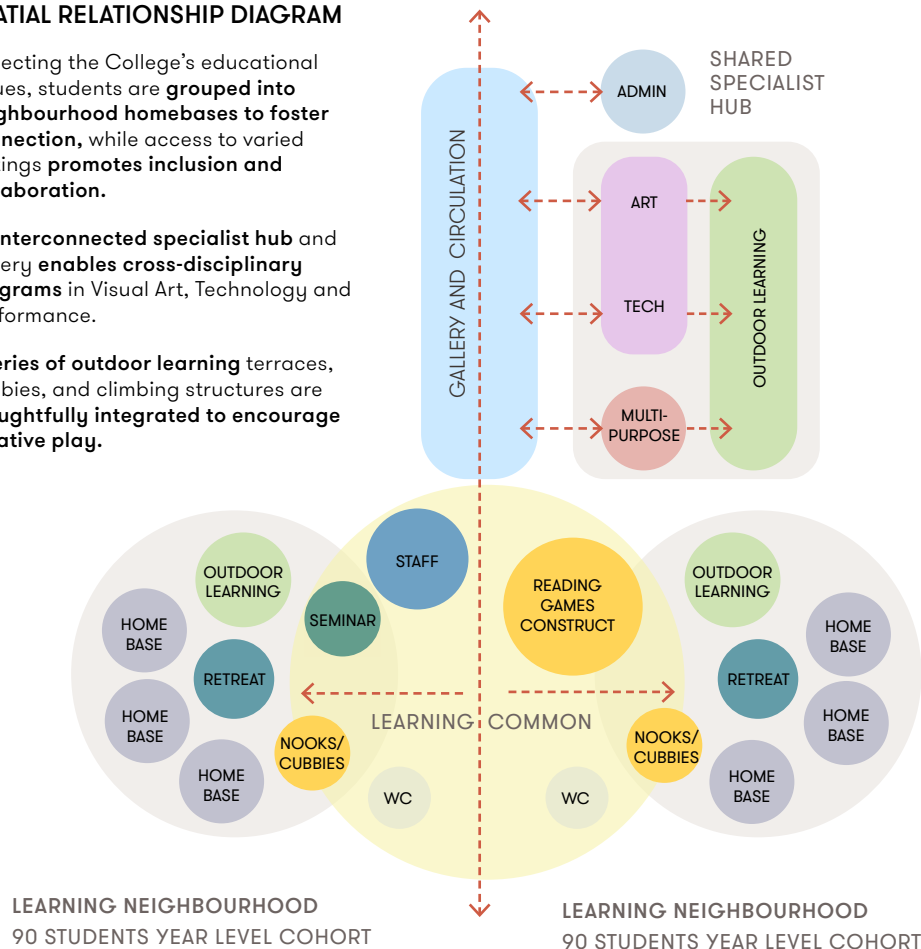 ATIAL RELATIONSHIP DIAGRAM
ecting the College's educational
ues, students are grouped into
ghbourhood homebases to foster
nnection, while access to varied
tings promotes inclusion and
laboration.
interconnected specialist hub and
ery enables cross-disciplinary
grams in Visual Art, Technology and
formance.
eries of outdoor learning terraces,
bies, and climbing structures are
ughtfully integrated to encourage
ative play.
GALLERY AND CIRCULATION
ADMIN
SHARED
SPECIALIST
HUB
ART
TECH
MULTI-
PURPOSE
OUTDOOR LEARNING
OUTDOOR
LEARNING
HOME
BASE
RETREAT
HOME
BASE
HOME
BASE
SEMINAR
STAFF
NOOKS/
CUBBIES
WC
LEARNING COMMON
READING
GAMES
CONSTRUCT
WC
NOOKS/
CUBBIES
OUTDOOR
LEARNING
RETREAT
HOME
BASE
HOME
BASE
HOME
BASE
LEARNING NEIGHBOURHOOD
90 STUDENTS YEAR LEVEL COHORT
LEARNING NEIGHBOURHOOD
90 STUDENTS YEAR LEVEL COHORT